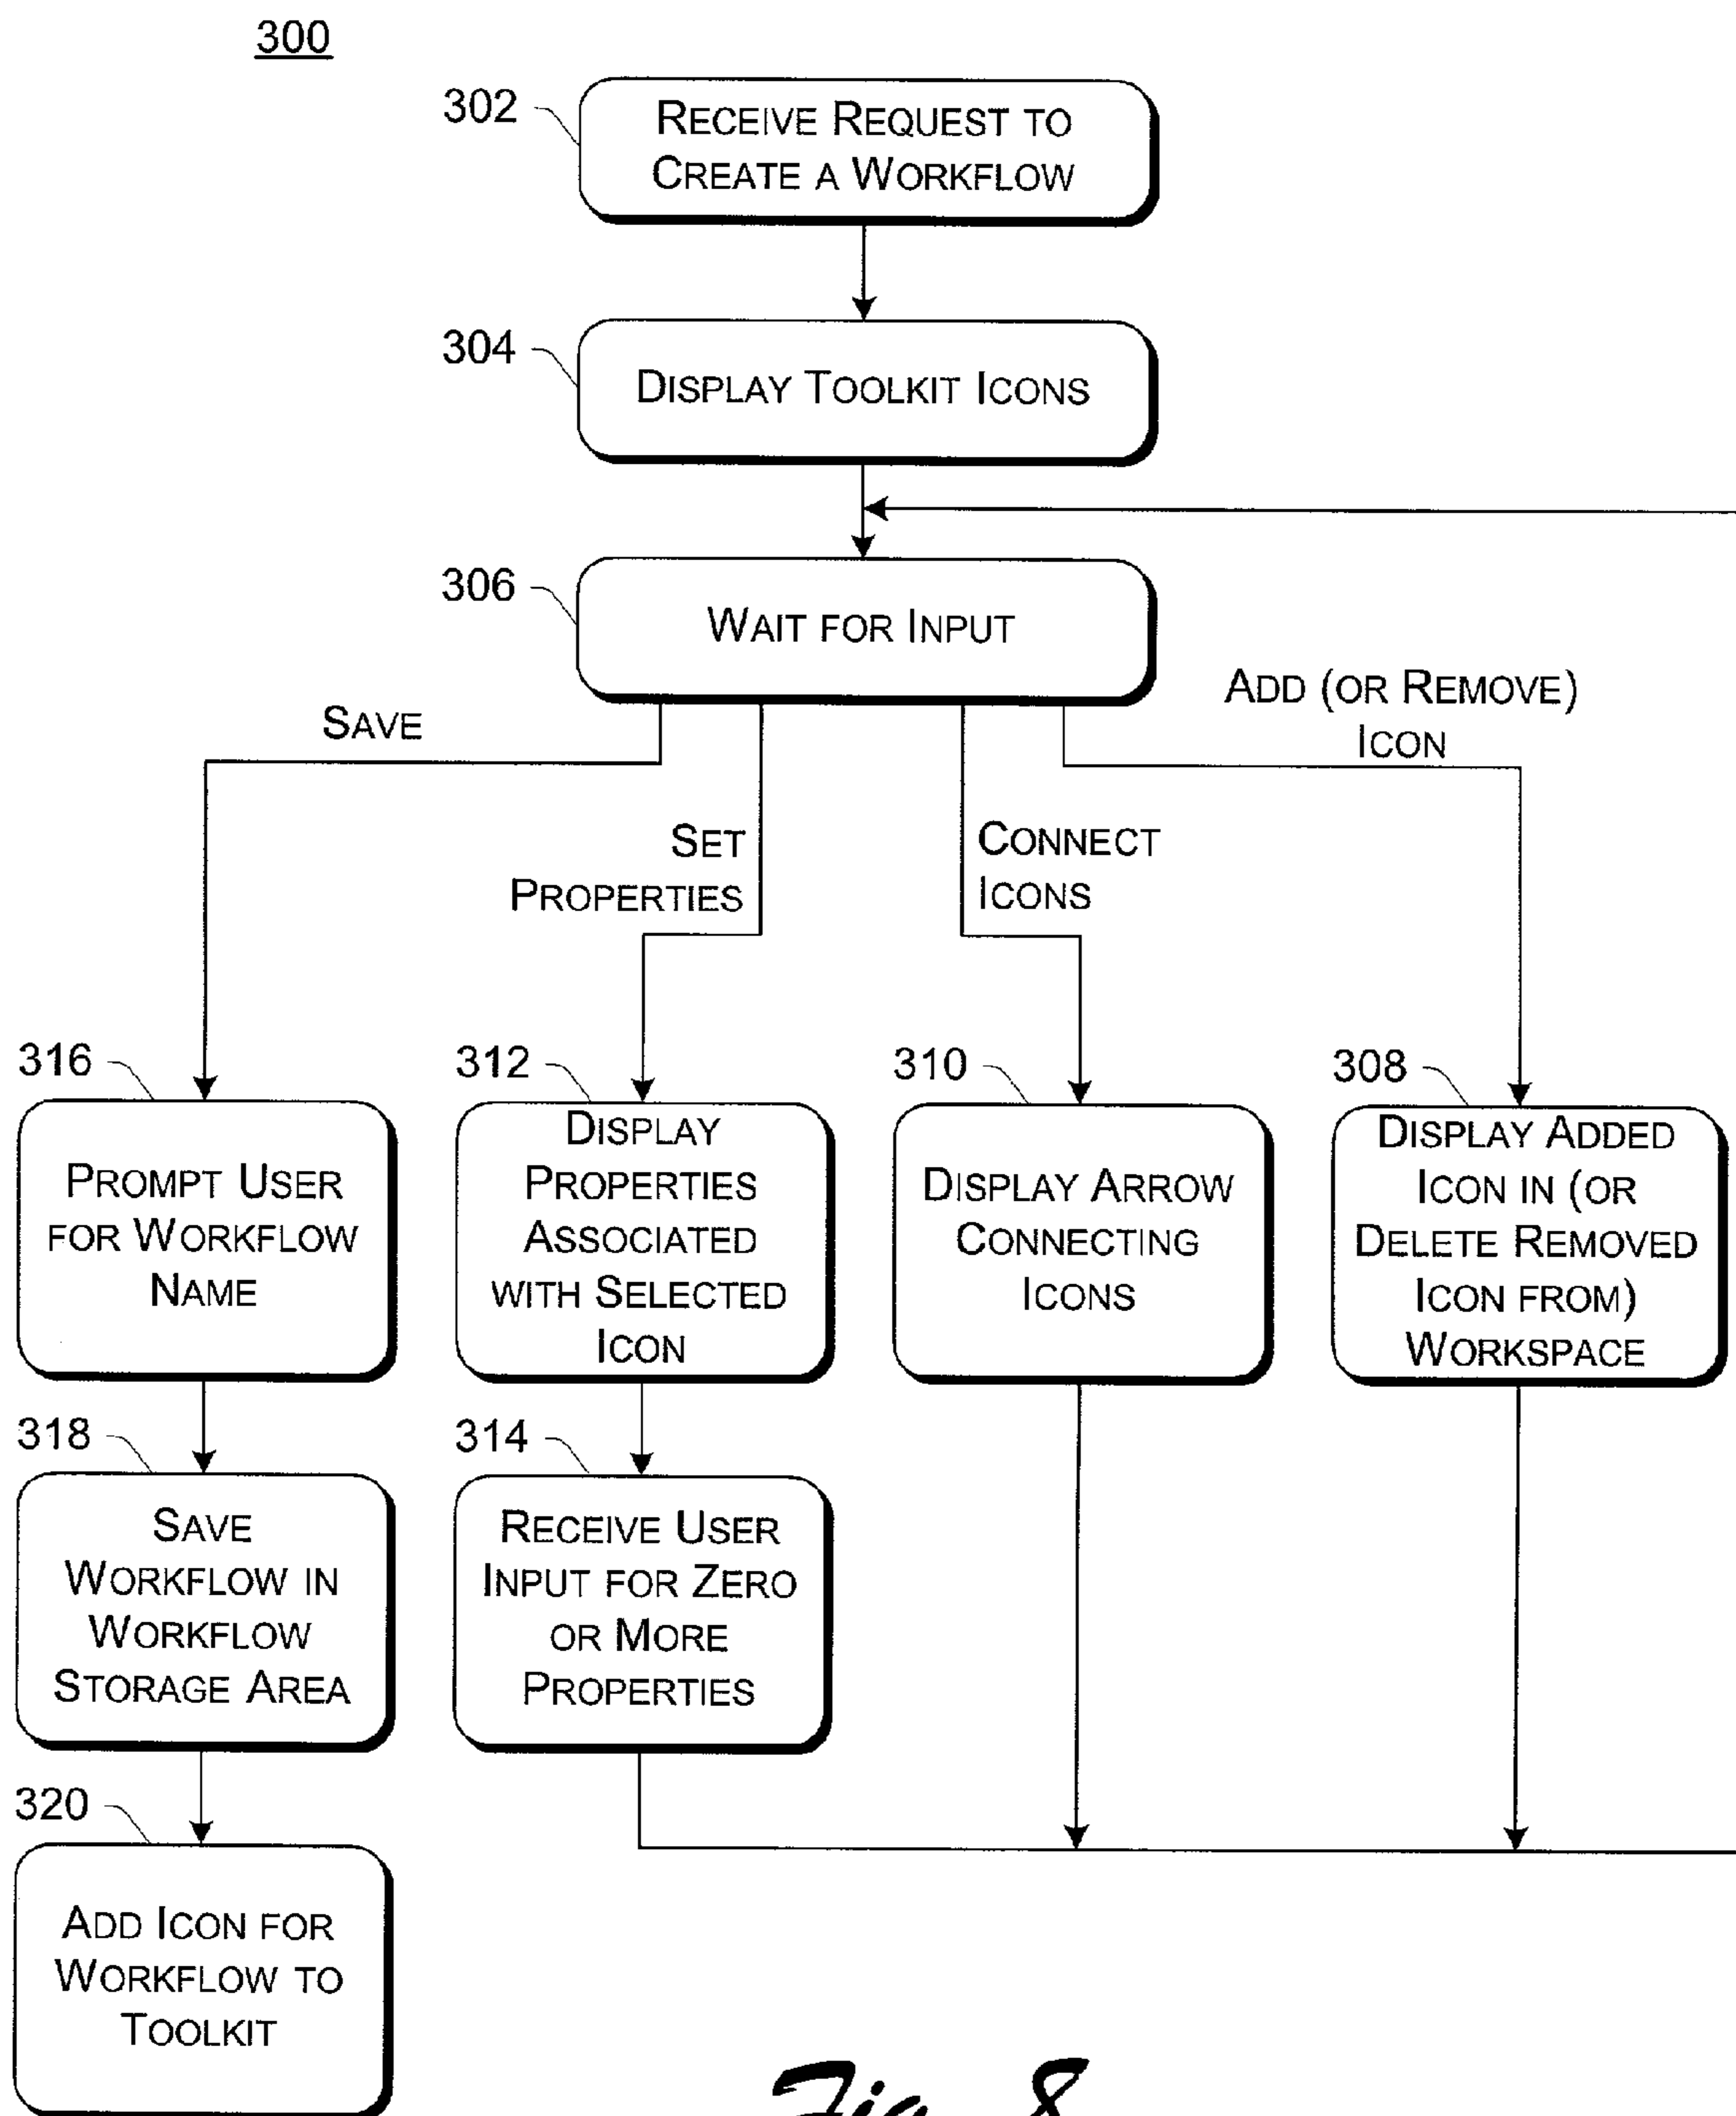 300
302
RECEIVE REQUEST TO
CREATE A WORKFLOW
304
DISPLAY TOOLKIT ICONS
306
WAIT FOR INPUT
SAVE
SET
PROPERTIES
CONNECT
ICONS
ADD (OR REMOVE)
ICON
316
PROMPT USER
FOR WORKFLOW
NAME
312
DISPLAY
PROPERTIES
ASSOCIATED
WITH SELECTED
ICON
310
DISPLAY ARROW
CONNECTING
ICONS
308
DISPLAY ADDED
ICON IN (OR
DELETE REMOVED
ICON FROM)
WORKSPACE
318
SAVE
WORKFLOW IN
WORKFLOW
STORAGE AREA
314
RECEIVE USER
INPUT FOR ZERO
OR MORE
PROPERTIES
320
ADD ICON FOR
WORKFLOW TO
TOOLKIT
Fig. 8